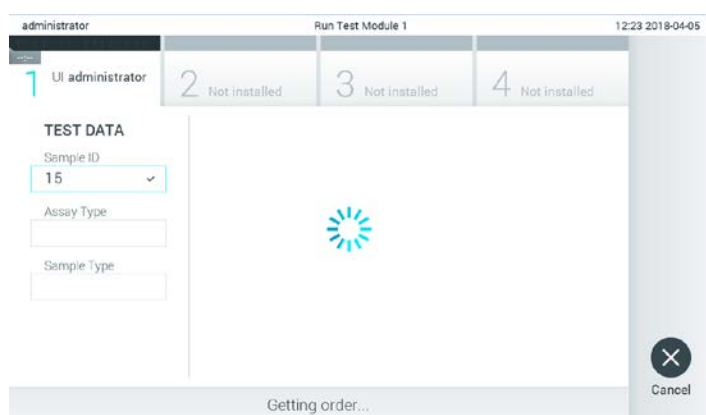 administrator Run Test Module 1 12:23 2018-04-05
1 UI administrator 2 Not installed 3 Not installed 4 Not installed
TEST DATA
Sample ID
15
Assay Type
Sample Type
Getting order...
Cancel